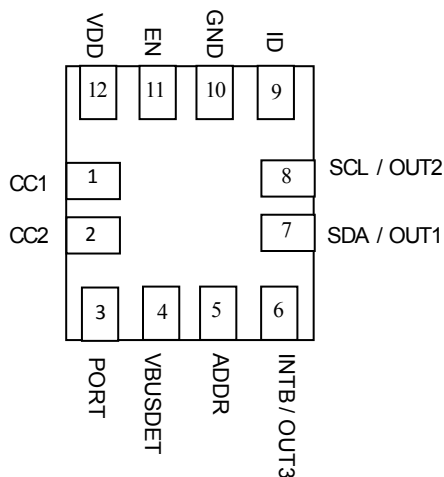 VDD
EN
GND
ID
12
11
10
9
CC1
1
8
SCL / OUT2
CC2
2
7
SDA / OUT1
3
4
5
6
PORT
VBUSDET
ADDR
INTB / OUT3